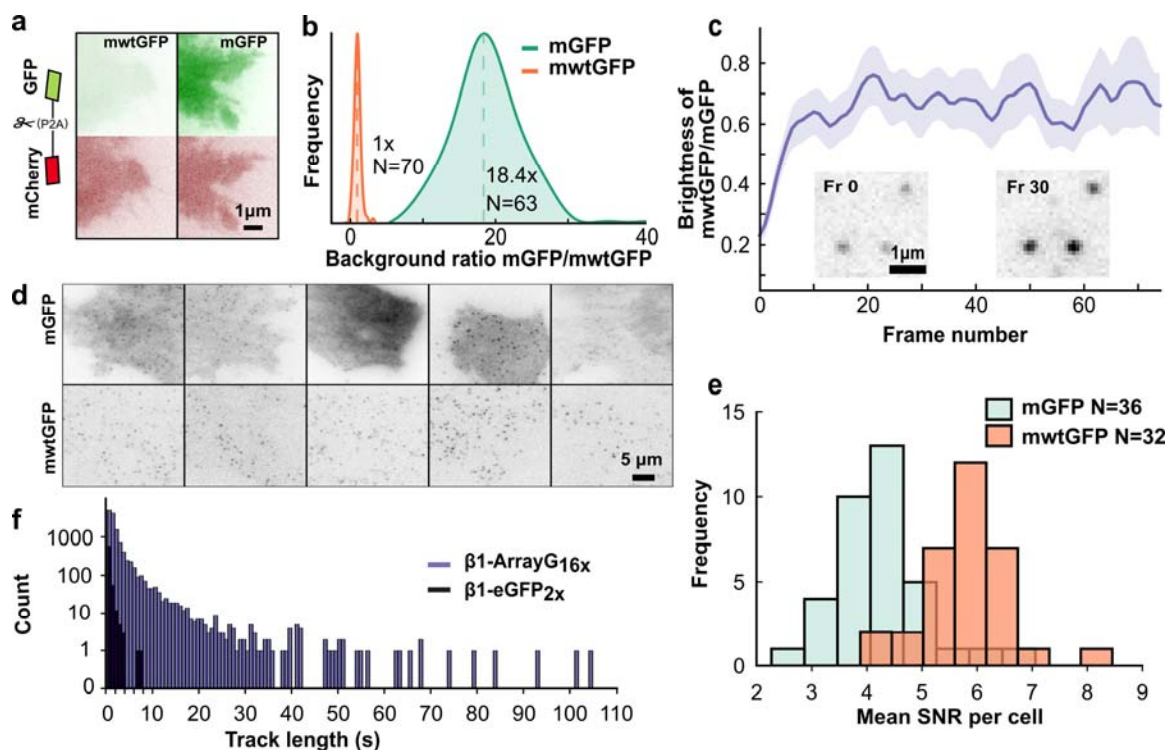 a
mwtGFP mGFP
GFP
(P2A)
mCherry
1µm
b
mGFP
mwtGFP
Frequency
1x
N=70
18.4x
N=63
0 20 40
Background ratio mGFP/mwtGFP
c
Brightness of
mwtGFP/mGFP
0.8
0.6
0.4
0.2
Fr 0
1µm
Fr 30
0 20 40 60
Frame number
d
mGFP
mwtGFP
5 µm
e
mGFP N=36
mwtGFP N=32
Frequency
15
10
5
0
2 3 4 5 6 7 8 9
Mean SNR per cell
f
β1-ArrayG16x
β1-eGFP2x
Count
1000
100
10
1
0
0 10 20 30 40 50 60 70 80 90 100 110
Track length (s)